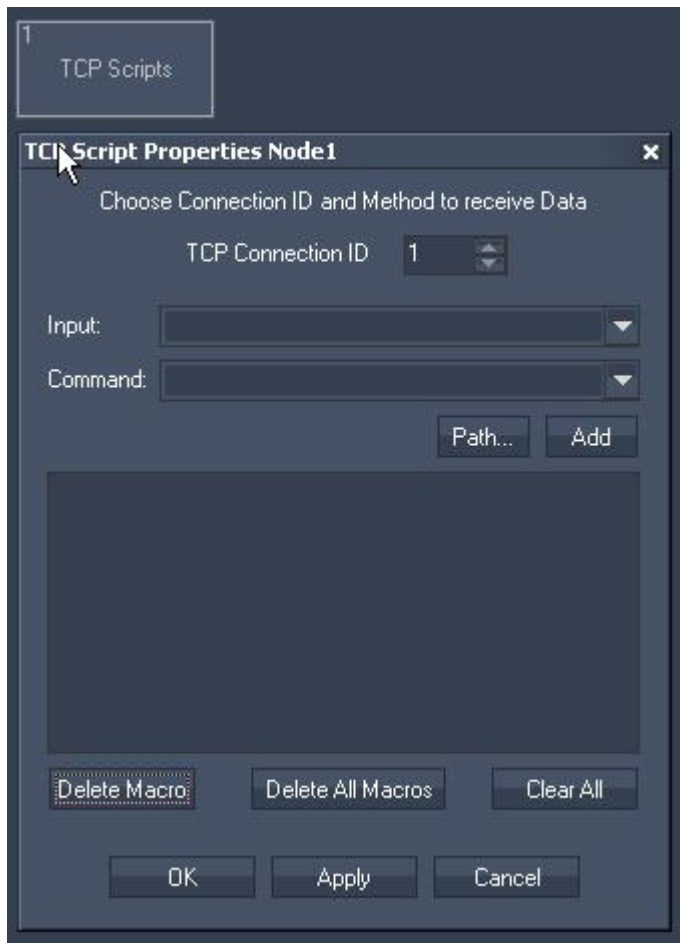 1
TCP Scripts
TCP Script Properties Node1
Choose Connection ID and Method to receive Data
TCP Connection ID 1
Input:
Command:
Path... Add
Delete Macro Delete All Macros Clear All
OK Apply Cancel